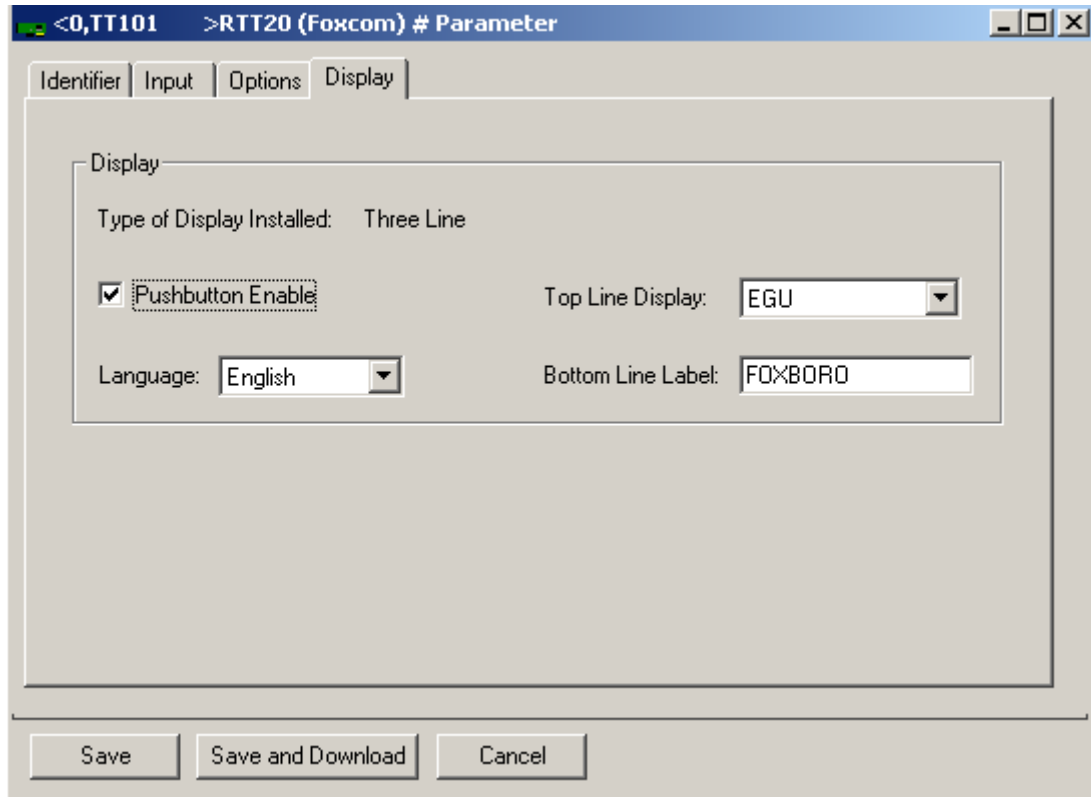 <0,TT101 >RTT20 (Foxcom) # Parameter
Identifier Input Options Display
Display
Type of Display Installed: Three Line
Pushbutton Enable Top Line Display: EGU
Language: English Bottom Line Label: FOXBORO
Save Save and Download Cancel